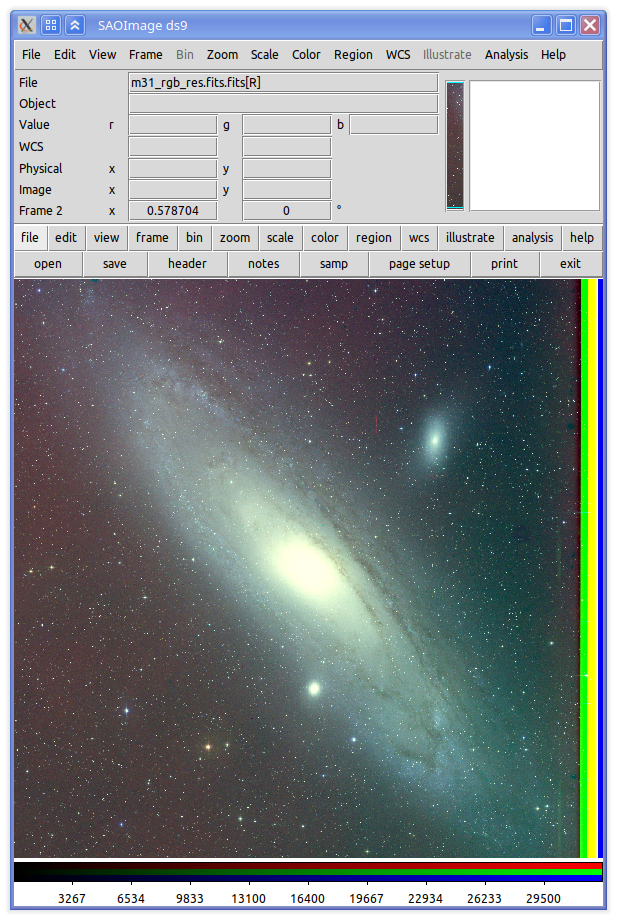 SAOImage ds9
File Edit View Frame Bin Zoom Scale Color Region WCS Illustrate Analysis Help
File m31_rgb_res.fits.fits[R]
Object
Value r g b
WCS
Physical x y
Image x y
Frame 2 x 0.578704 0 °
file edit view frame bin zoom scale color region wcs illustrate analysis help
open save header notes samp page setup print exit
3267 6534 9833 13100 16400 19667 22934 26233 29500